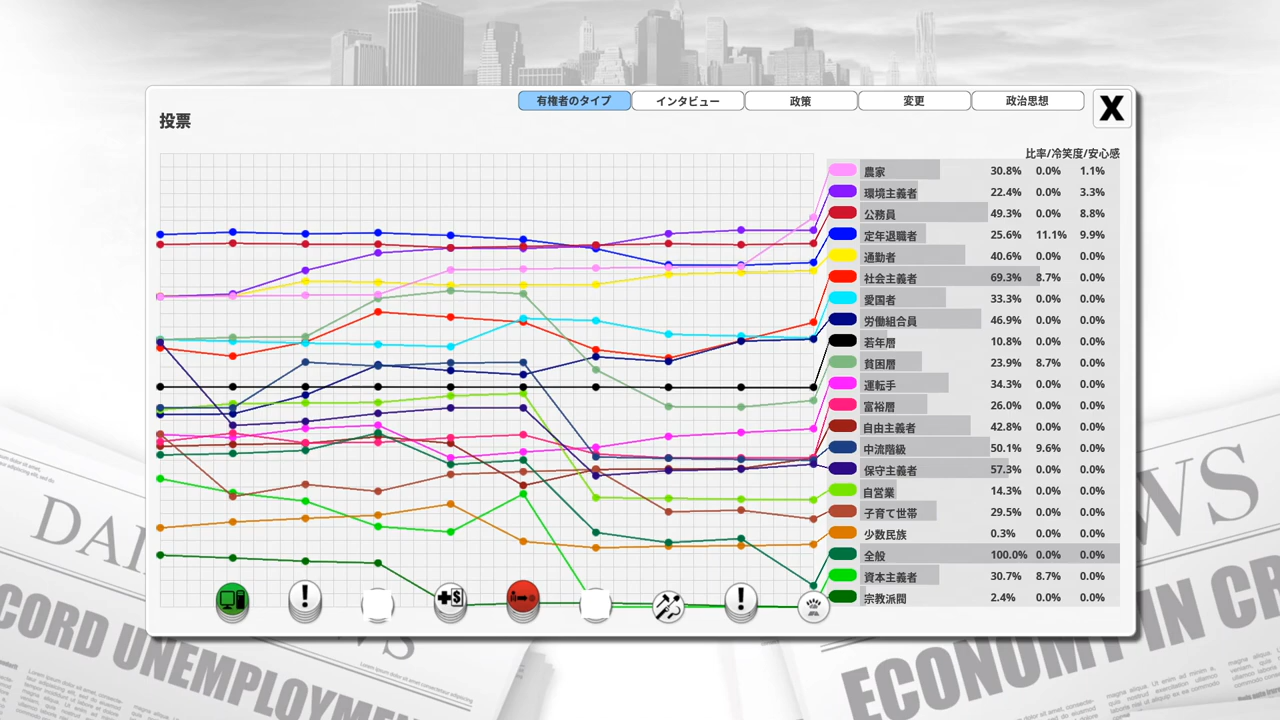 有権者のタイプ
インタビュー
政策
変更
政治思想
X
投票
比率/冷笑度/安心感
農家 30.8% 0.0% 1.1%
環境主義者 22.4% 0.0% 3.3%
公務員 49.3% 0.0% 8.8%
定年退職者 25.6% 11.1% 9.9%
通勤者 40.6% 0.0% 0.0%
社会主義者 69.3% 8.7% 0.0%
愛国者 33.3% 0.0% 0.0%
労働組合員 46.9% 0.0% 0.0%
若年層 10.8% 0.0% 0.0%
貧困層 23.9% 8.7% 0.0%
運転手 34.3% 0.0% 0.0%
富裕層 26.0% 0.0% 0.0%
自由主義者 42.8% 0.0% 0.0%
中流階級 50.1% 9.6% 0.0%
保守主義者 57.3% 0.0% 0.0%
自営業 14.3% 0.0% 0.0%
子育て世帯 29.5% 0.0% 0.0%
少数民族 0.3% 0.0% 0.0%
全般 100.0% 0.0% 0.0%
資本主義者 30.7% 8.7% 0.0%
宗教派閥 2.4% 0.0% 0.0%
DAI
WS
CORD UNEMPLOYME
ECONOMY IN CR